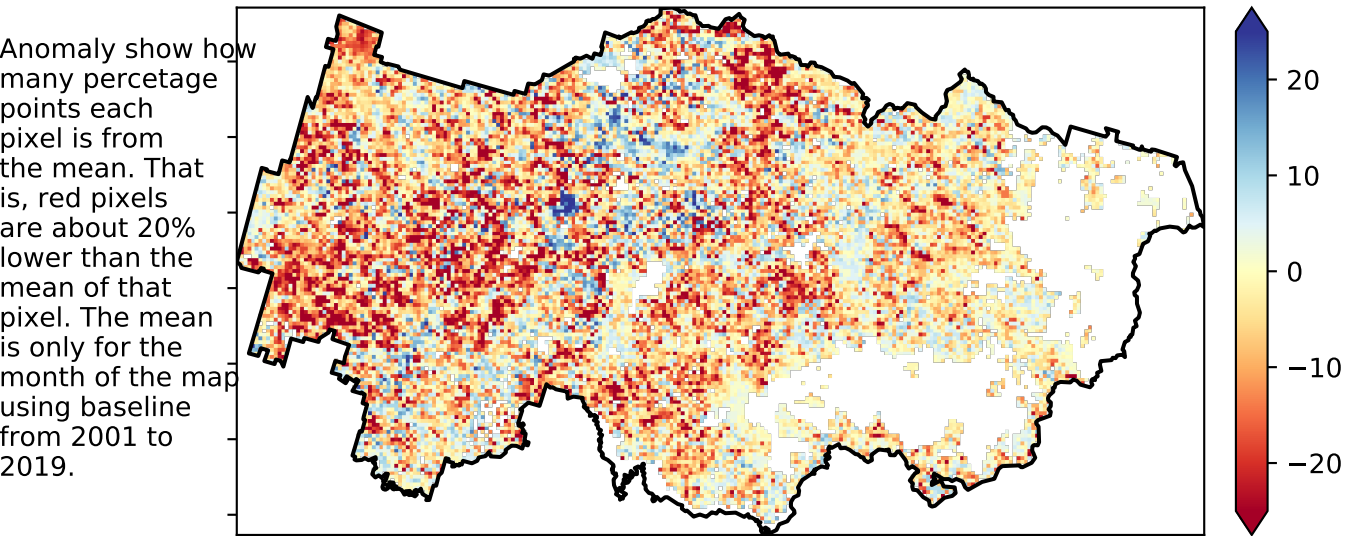 Anomaly show how
many percetage
points each
pixel is from
the mean. That
is, red pixels
are about 20%
lower than the
mean of that
pixel. The mean
is only for the
month of the map
using baseline
from 2001 to
2019.
20
10
0
−10
−20